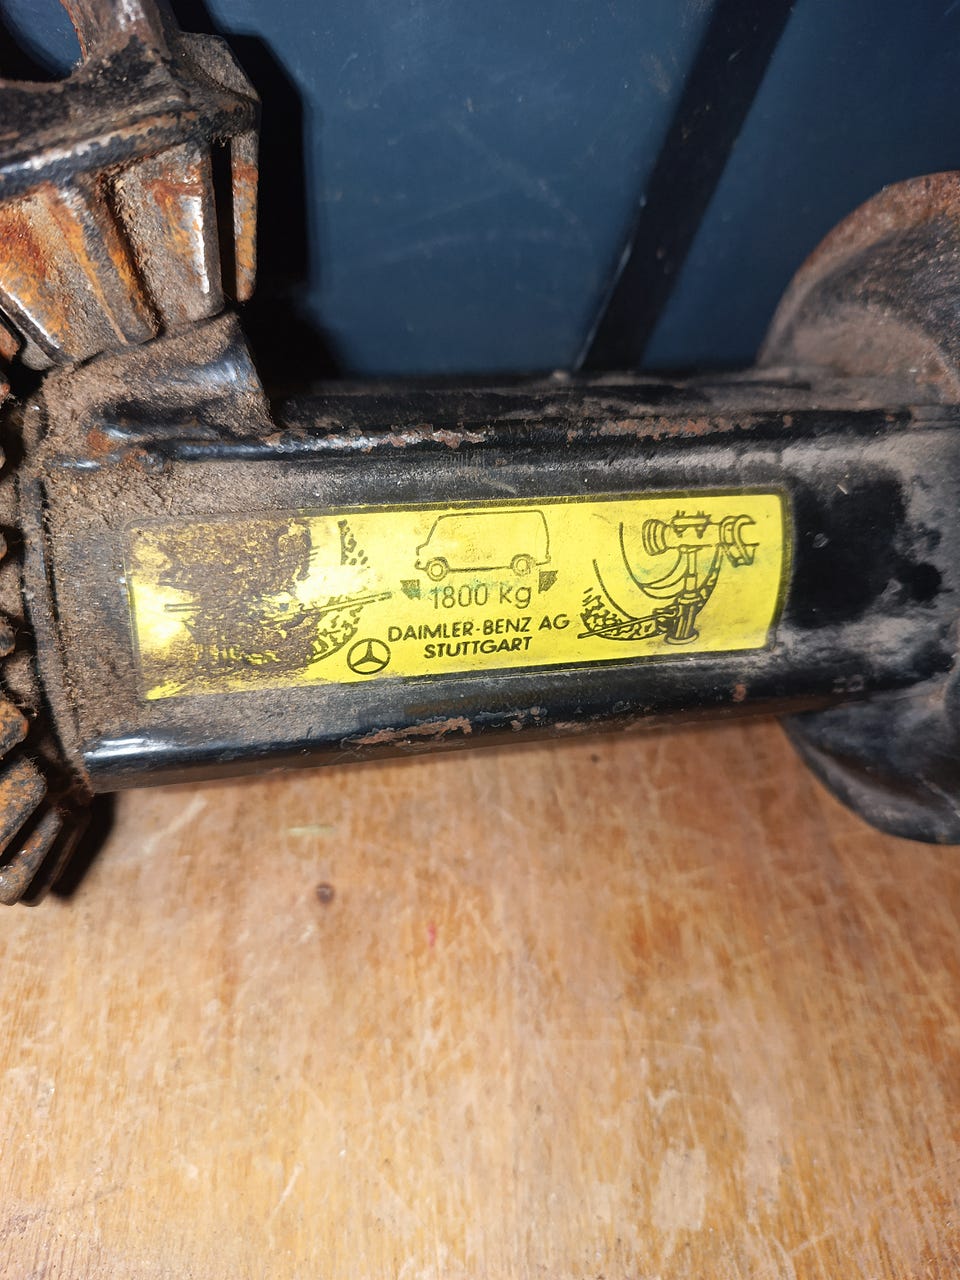 1800 kg
DAIMLER-BENZ AG
STUTTGART